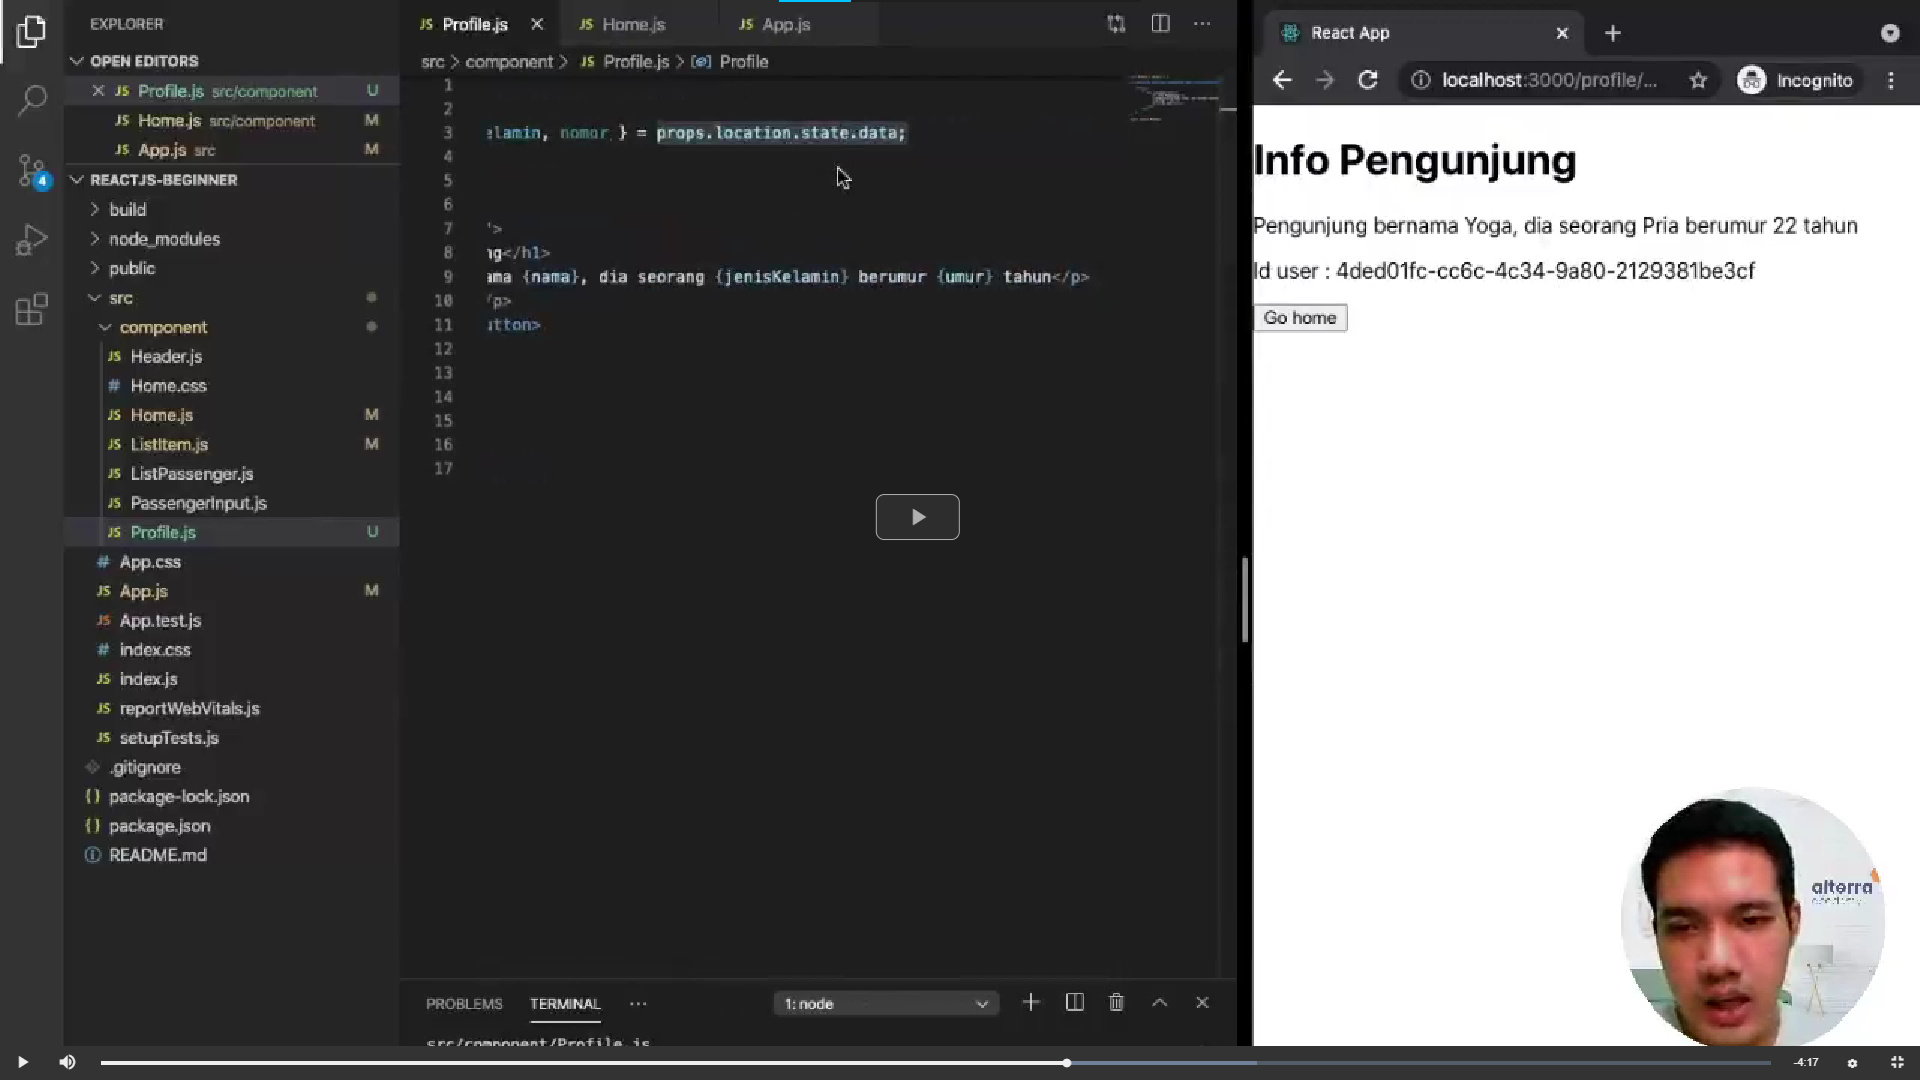 EXPLORER
OPEN EDITORS
JS Profile.js src/component U
JS Home.js src/component M
JS App.js src M
4
REACTJS-BEGINNER
build
node_modules
public
src
component
JS Header.js
# Home.css
JS Home.js M
JS ListItem.js M
JS ListPassenger.js
JS PassengerInput.js
JS Profile.js U
# App.css
JS App.js M
JS App.test.js
# index.css
JS index.js
JS reportWebVitals.js
JS setupTests.js
.gitignore
{} package-lock.json
{} package.json
README.md
JS Profile.js JS Home.js JS App.js
src > component > JS Profile.js > Profile
1
2
3 elamin, nomor } = props.location.state.data;
4
5
6
7 '>
8 ng</h1>
9 ama {nama}, dia seorang {jenisKelamin} berumur {umur} tahun</p>
10 /p>
11 utton>
12
13
14
15
16
17
PROBLEMS TERMINAL ... 1: node
src/component/Profile.js
React App
localhost:3000/profile/... Incognito
Info Pengunjung
Pengunjung bernama Yoga, dia seorang Pria berumur 22 tahun
Id user : 4ded01fc-cc6c-4c34-9a80-2129381be3cf
Go home
alterra
academy
-4:17